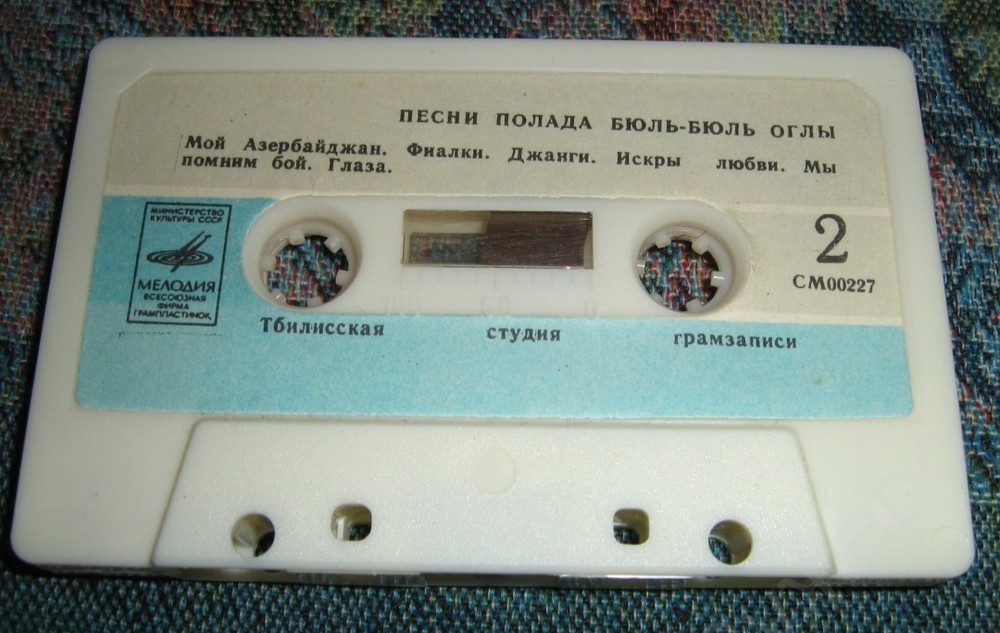 ПЕСНИ ПОЛАДА БЮЛЬ-БЮЛЬ ОГЛЫ
Мой Азербайджан. Фиалки. Джанги. Искры любви. Мы
помним бой. Глаза.
МИНИСТЕРСТВО
КУЛЬТУРЫ СССР
МЕЛОДИЯ
ВСЕСОЮЗНАЯ
ФИРМА
ГРАМПЛАСТИНОК
2
СМ00227
Тбилисская студия грамзаписи